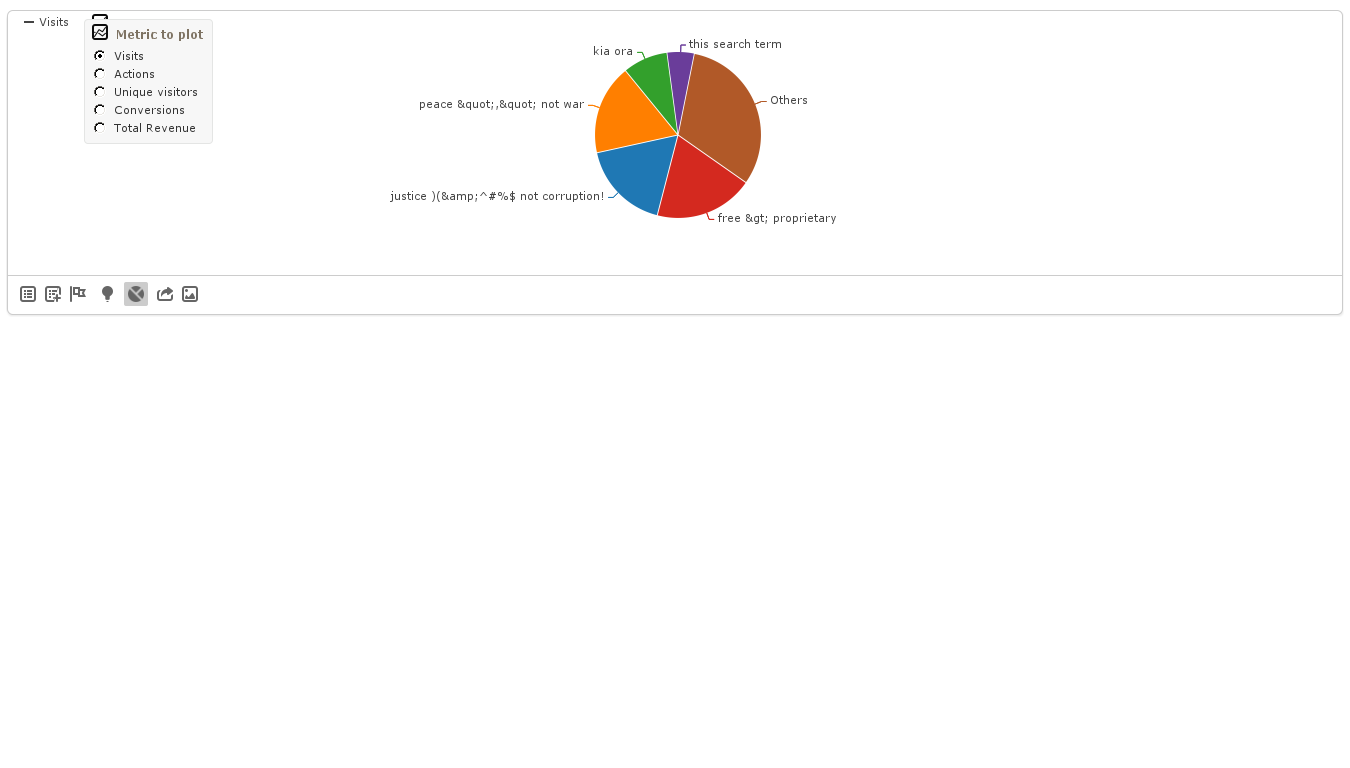 Visits
Metric to plot
Visits
Actions
Unique visitors
Conversions
Total Revenue
this search term
kia ora
Others
peace &quot;,&quot; not war
justice )(&amp;^#%$ not corruption!
free &gt; proprietary